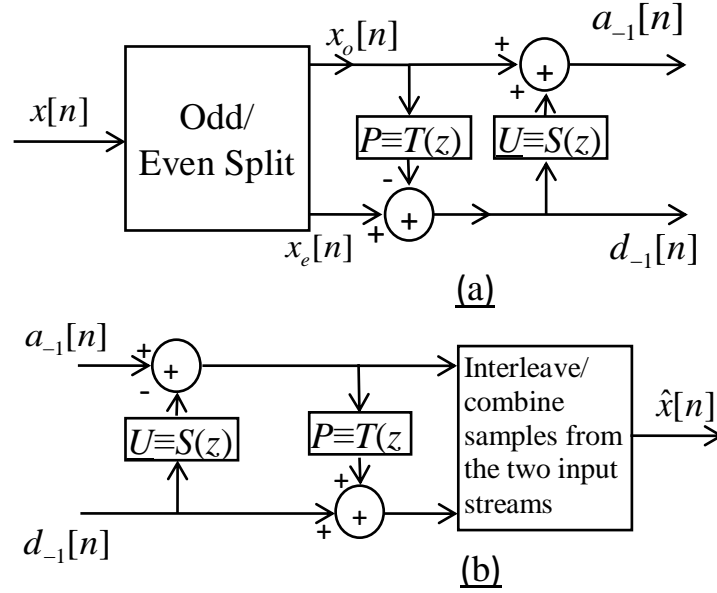 x_o[n]
a_{-1}[n]
+
+
+
x[n]
Odd/
Even Split
P≡T(z)
U≡S(z)
-
+
+
x_e[n]
d_{-1}[n]
(a)
a_{-1}[n]
+
+
-
U≡S(z)
P≡T(z
+
+
+
d_{-1}[n]
Interleave/
combine
samples from
the two input
streams
x̂[n]
(b)